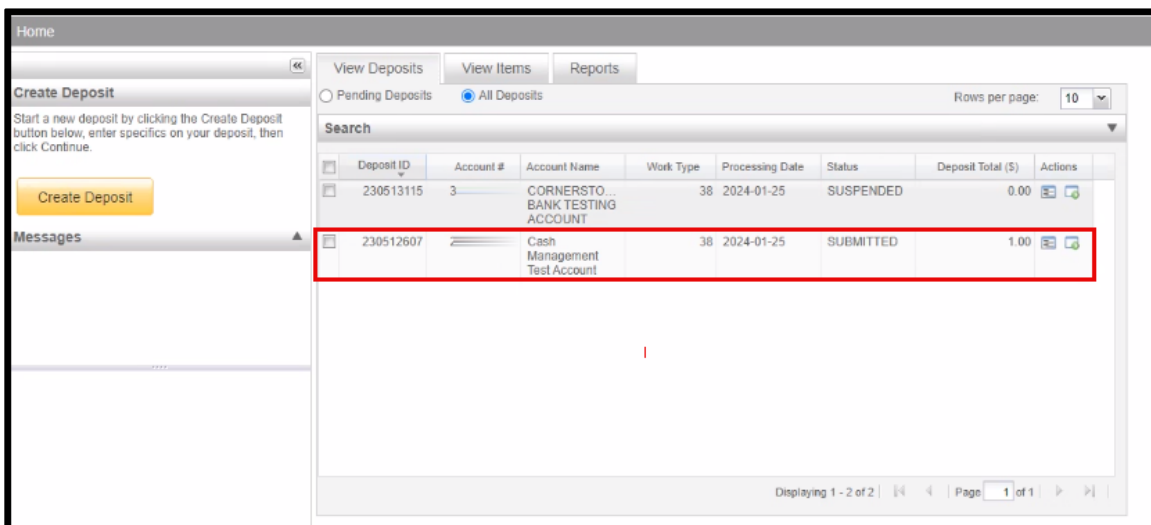 Home
Create Deposit
Start a new deposit by clicking the Create Deposit
button below, enter specifics on your deposit, then
click Continue.
Create Deposit
Messages
View Deposits View Items Reports
Pending Deposits All Deposits Rows per page: 10
Search
Deposit ID Account # Account Name Work Type Processing Date Status Deposit Total ($) Actions
230513115 3 CORNERSTO... 38 2024-01-25 SUSPENDED 0.00
BANK TESTING
ACCOUNT
230512607 Cash 38 2024-01-25 SUBMITTED 1.00
Management
Test Account
Displaying 1 - 2 of 2 Page 1 of 1